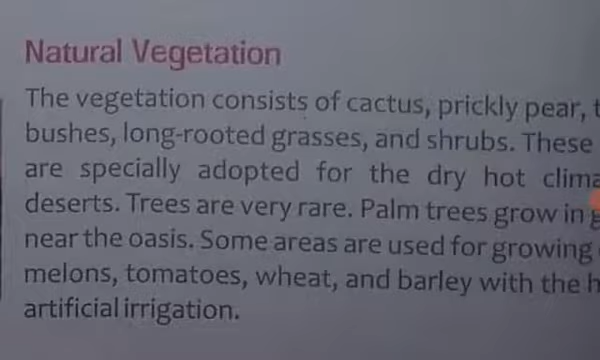 Natural Vegetation
The vegetation consists of cactus, prickly pear,
bushes, long-rooted grasses, and shrubs. These
are specially adopted for the dry hot
deserts. Trees are very rare. Palm trees grow in
near the oasis. Some areas are used for growing
melons, tomatoes, wheat, and barley with the
artificial irrigation.